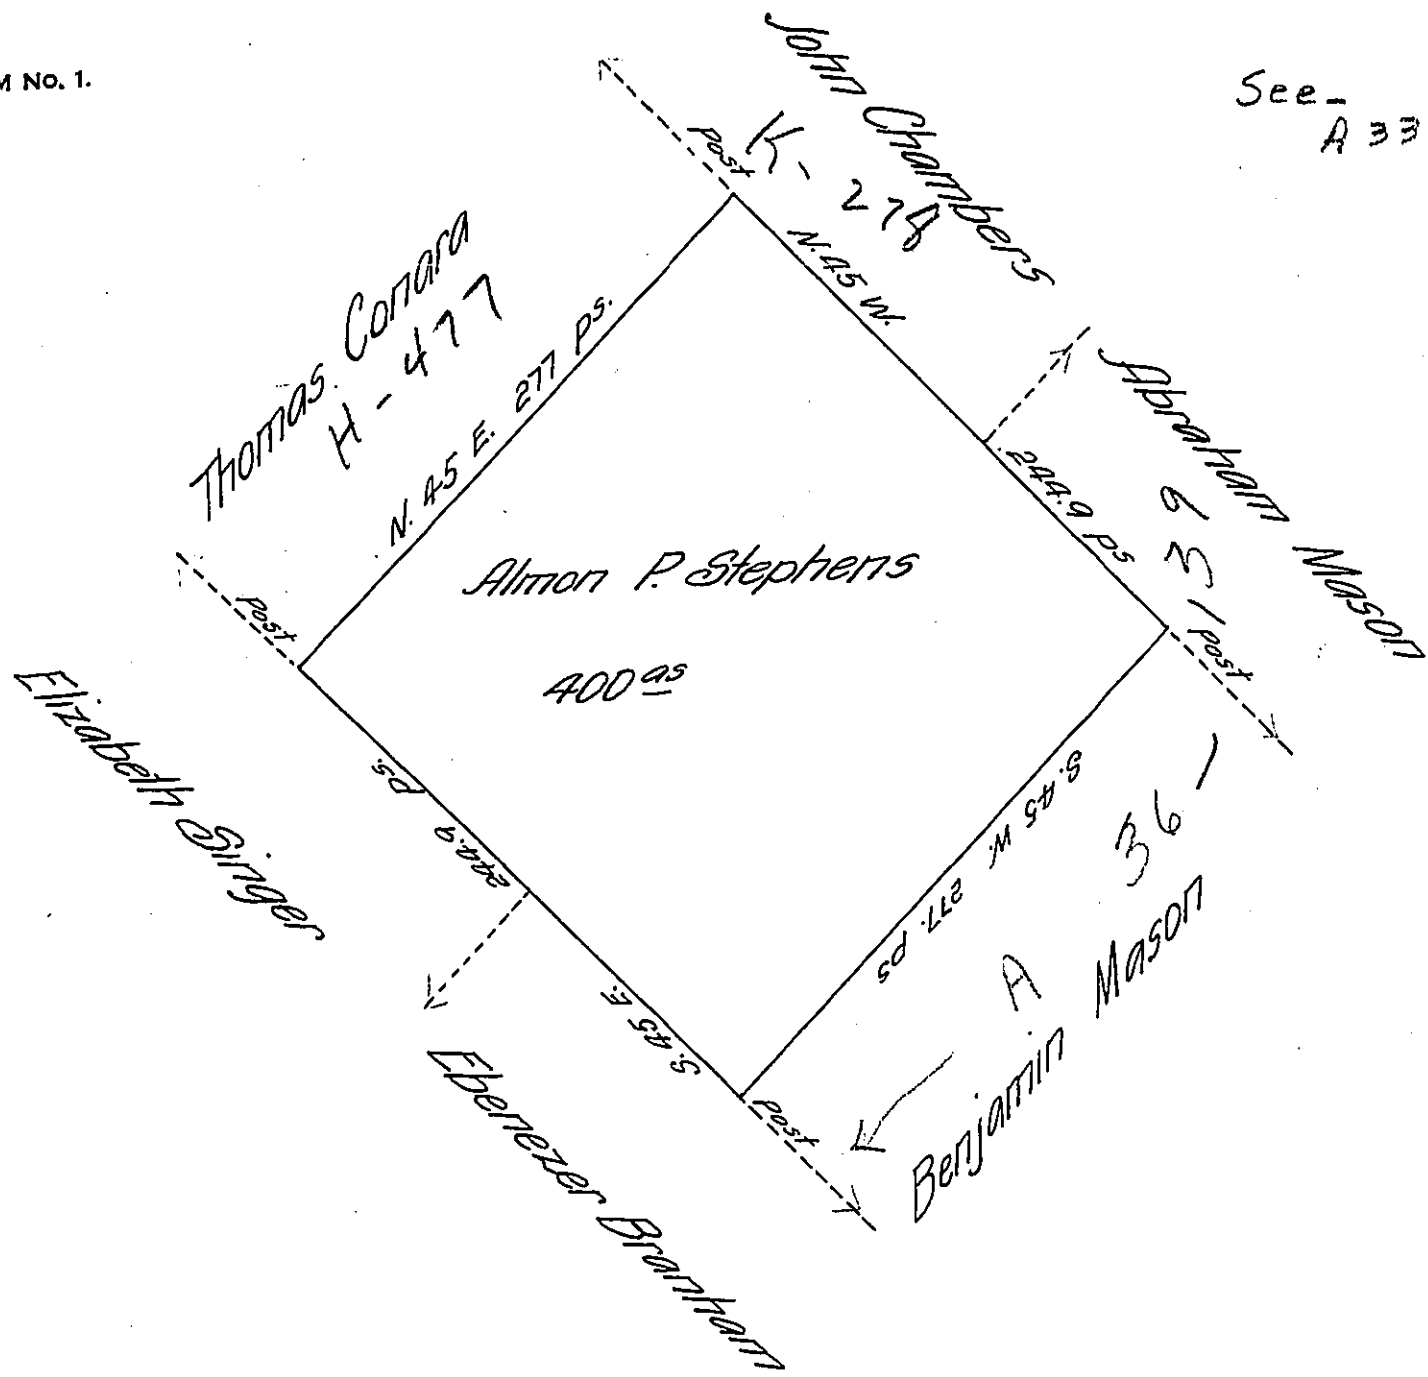 M No. 1.
See-
A 33
John Chambers
K- 278
Post
N. 45 W.
Thomas. Conara
H - 477
N. 45 E. 277 Ps.
Abraham Mason
244.9 Ps
Post
Almon P. Stephens
400 as
Post
Elizabeth Singer
244.9 Ps.
S. 45 E.
S. 45 W. 277. Ps
A 36 -
Benjamin Mason
Post
Ebenezer Branham